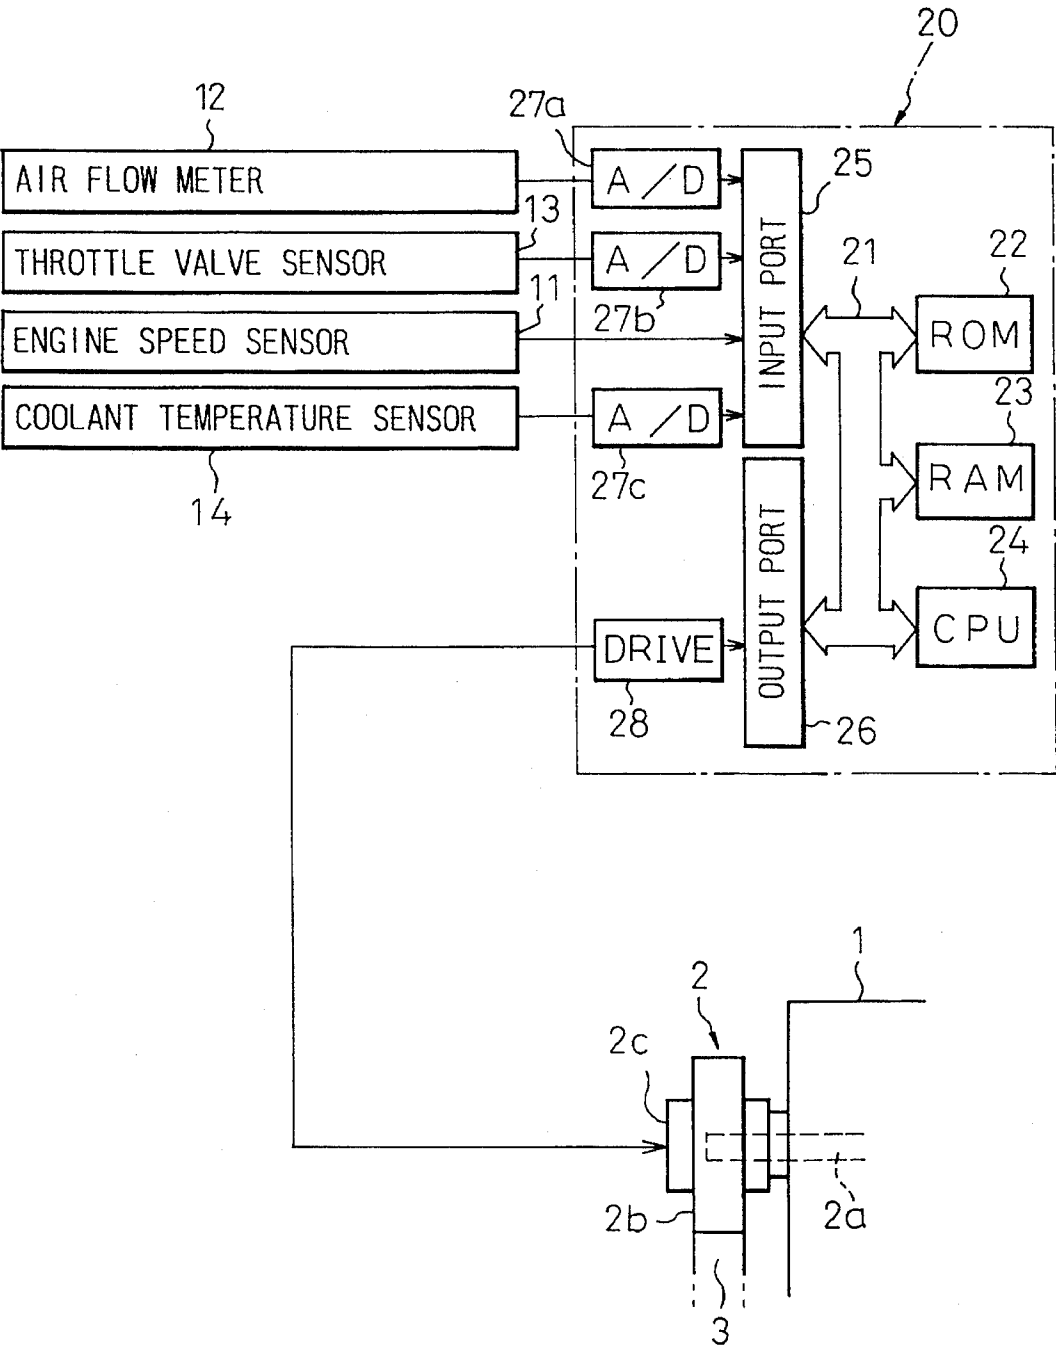 20
12
27a
AIR FLOW METER
A/D
25
13
THROTTLE VALVE SENSOR
A/D
INPUT PORT
21
22
11
27b
ROM
ENGINE SPEED SENSOR
23
COOLANT TEMPERATURE SENSOR
A/D
RAM
14
27c
OUTPUT PORT
24
CPU
DRIVE
28
26
1
2
2c
2b
2a
3